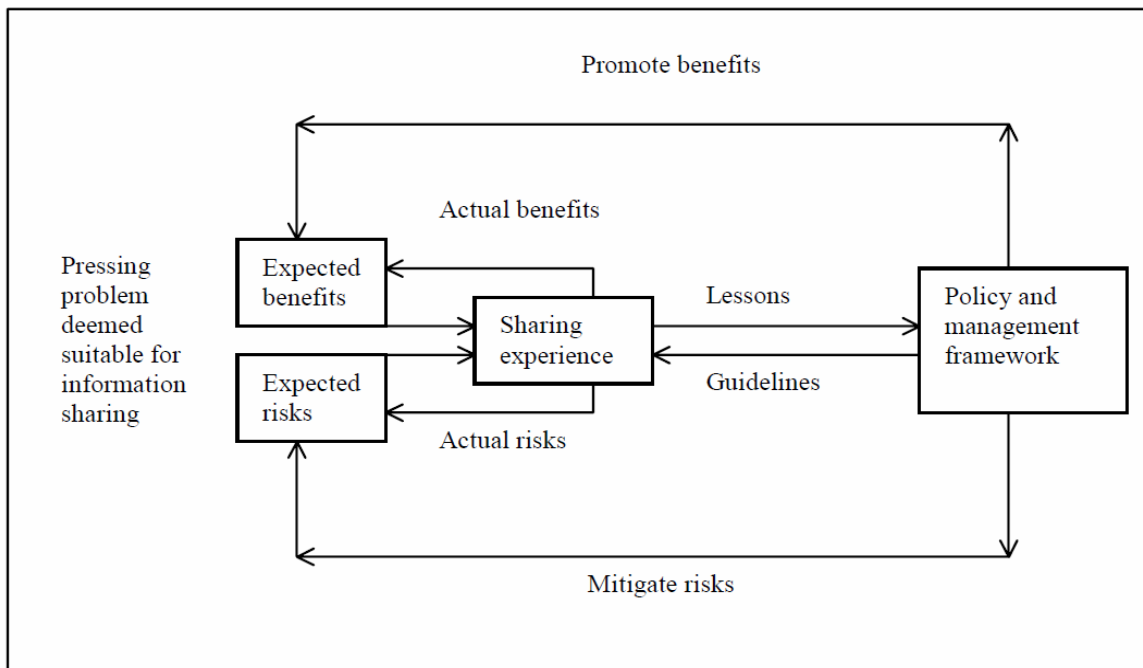 Promote benefits
Actual benefits
Pressing
problem
deemed
suitable for
information
sharing
Expected
benefits
Expected
risks
Sharing
experience
Lessons
Guidelines
Policy and
management
framework
Actual risks
Mitigate risks